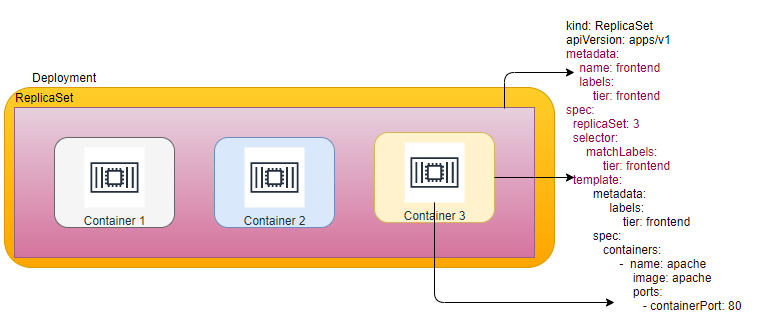 Deployment
ReplicaSet
Container 1
Container 2
Container 3
kind: ReplicaSet
apiVersion: apps/v1
metadata:
name: frontend
labels:
tier: frontend
spec:
replicaSet: 3
selector:
matchLabels:
tier: frontend
template:
metadata:
labels:
tier: frontend
spec:
containers:
- name: apache
image: apache
ports:
- containerPort: 80